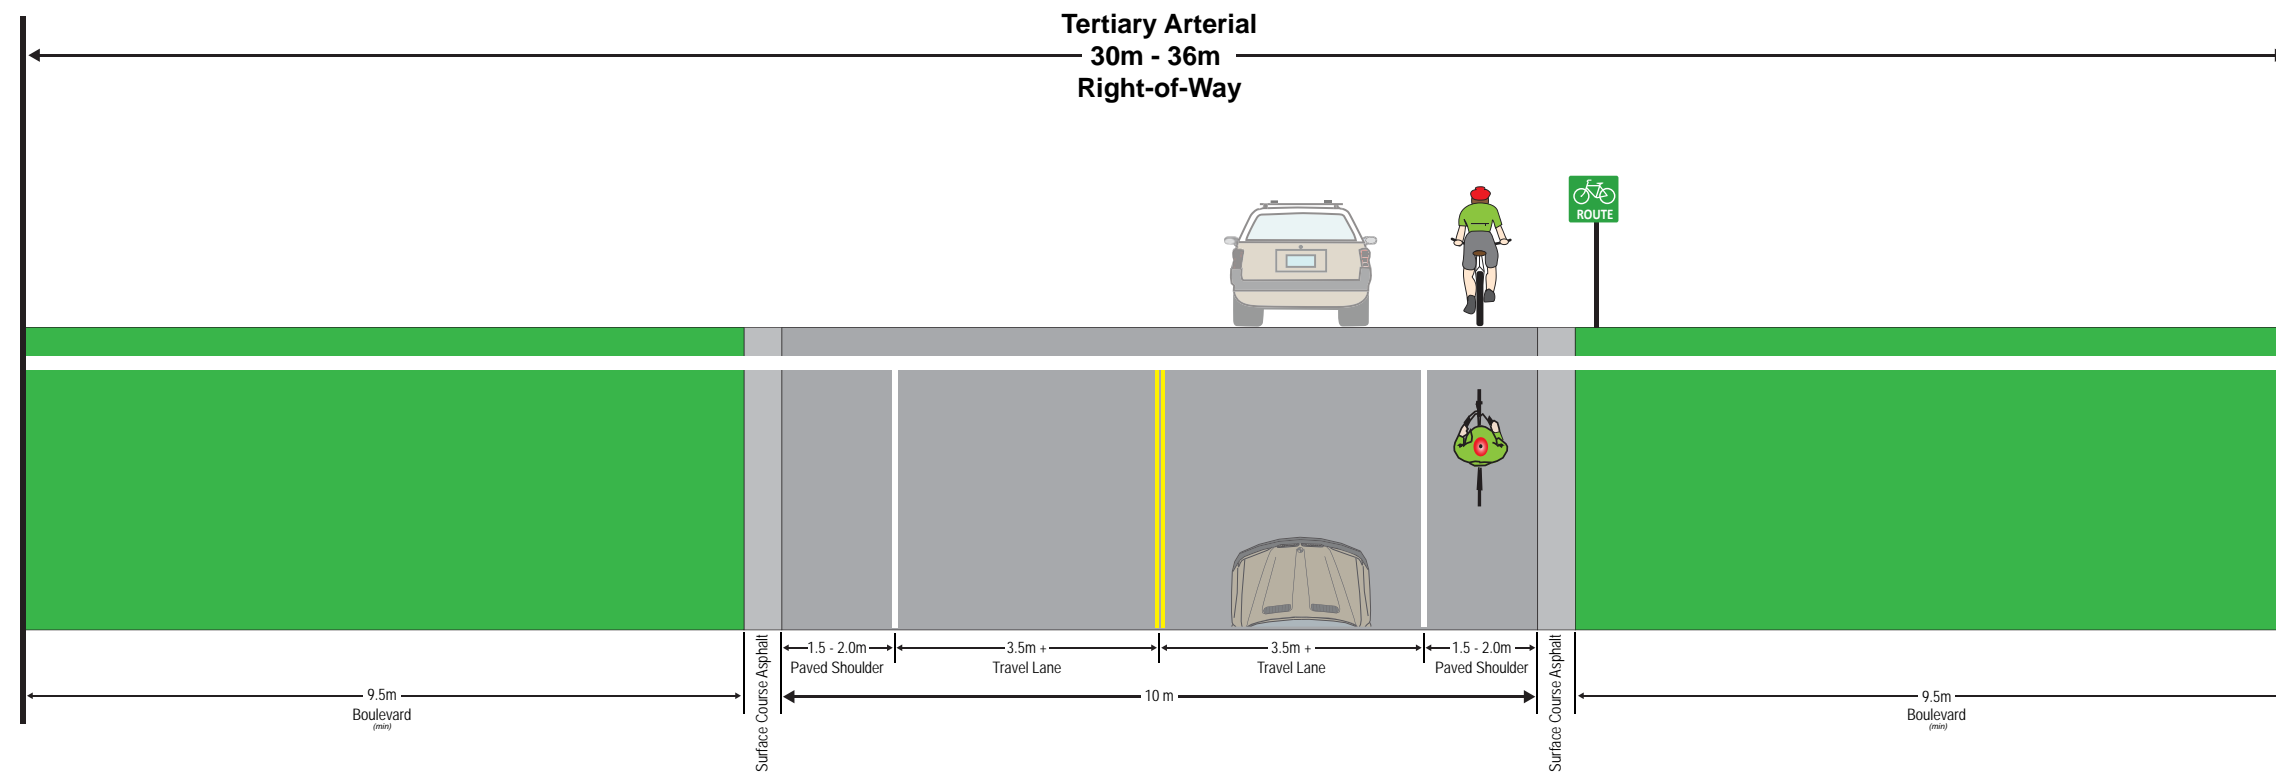 Tertiary Arterial
30m - 36m
Right-of-Way
ROUTE
1.5 - 2.0m
Paved Shoulder
3.5m +
Travel Lane
3.5m +
Travel Lane
1.5 - 2.0m
Paved Shoulder
Surface Course Asphalt
Surface Course Asphalt
9.5m
Boulevard
(min)
10 m
9.5m
Boulevard
(min)